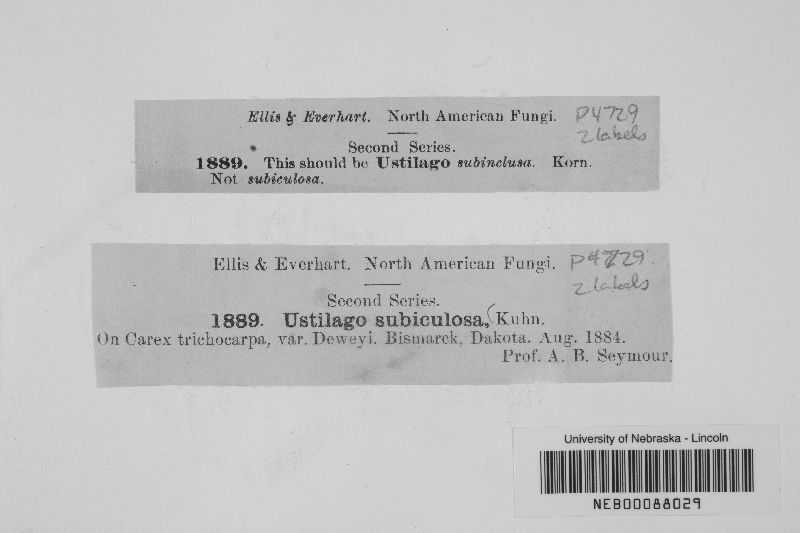 Ellis & Everhart. North American Fungi. P4729
2 labels
Second Series.
1889. This should be Ustilago subinclusa. Korn.
Not subiculosa.
Ellis & Everhart. North American Fungi. P4729.
2 labels
Second Series.
1889. Ustilago subiculosa, Kuhn.
On Carex trichocarpa, var. Deweyi. Bismarck, Dakota. Aug. 1884.
Prof. A. B. Seymour.
University of Nebraska - Lincoln
NEB00088029